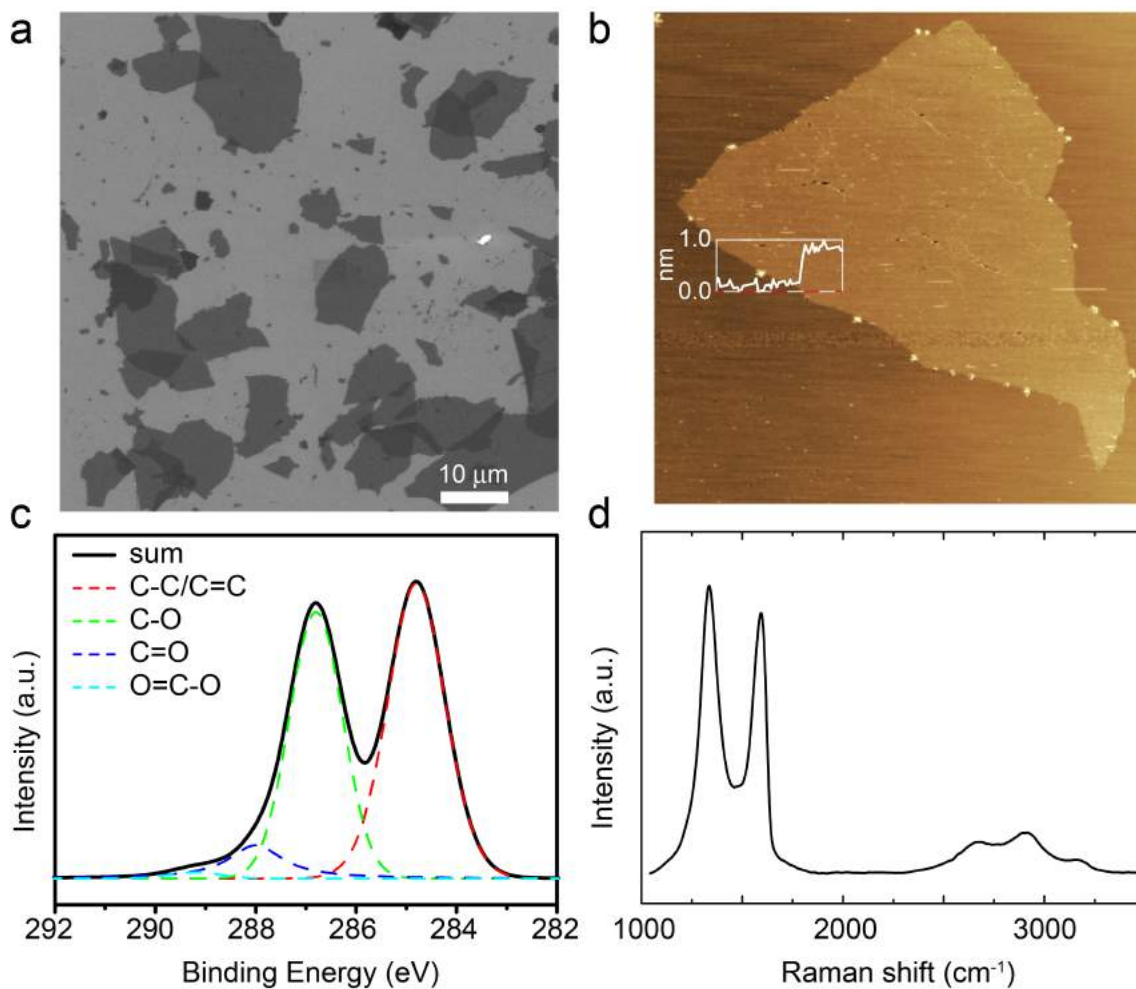 a
b
1.0
nm
0.0
10 μm
c
d
sum
C-C/C=C
C-O
C=O
O=C-O
Intensity (a.u.)
292 290 288 286 284 282
Binding Energy (eV)
Intensity (a.u.)
1000 2000 3000
Raman shift (cm⁻¹)